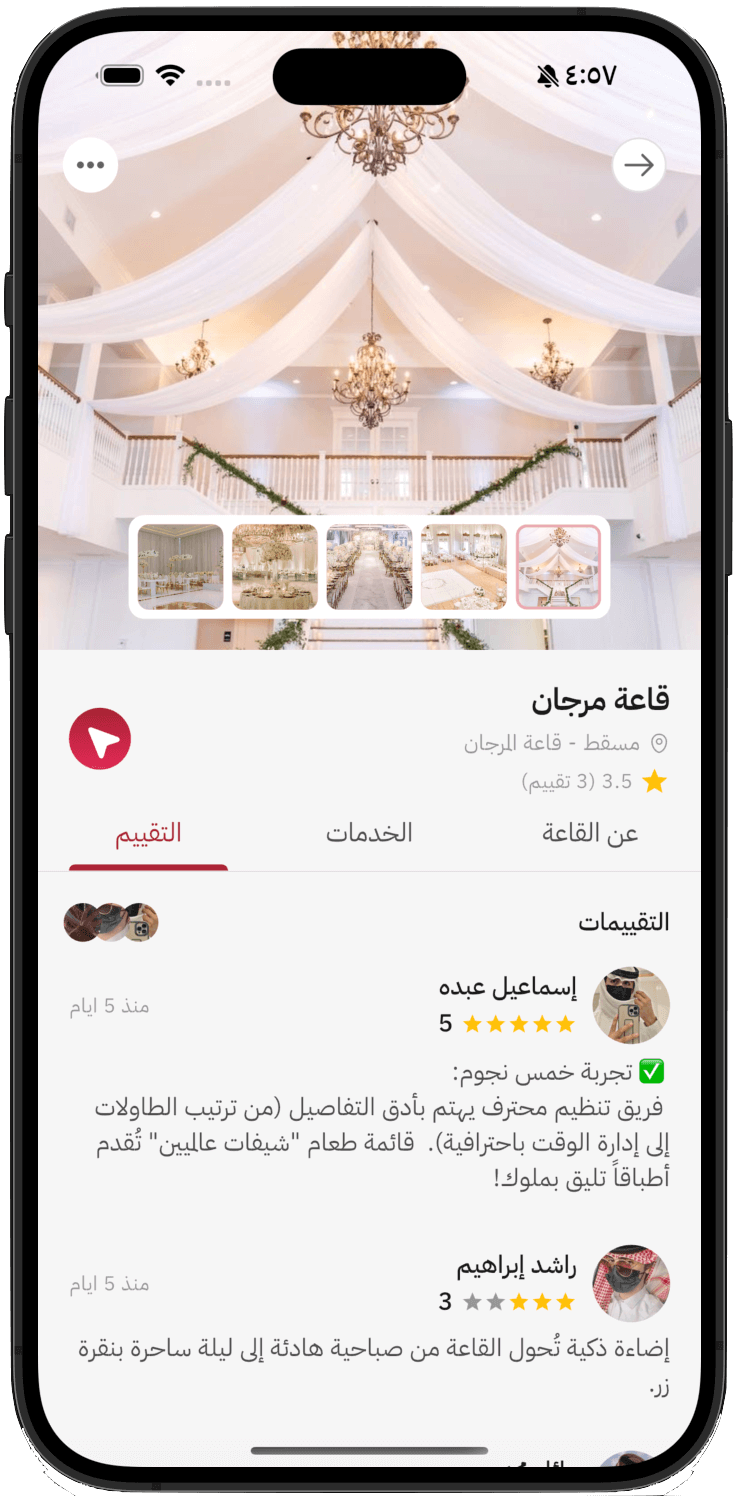 ٤:٥٧
قاعة مرجان
مسقط - قاعة المرجان
3.5 (3 تقييم)
عن القاعة
الخدمات
التقييم
التقييمات
إسماعيل عبده
5
منذ 5 ايام
✅ تجربة خمس نجوم:
فريق تنظيم محترف يهتم بأدق التفاصيل (من ترتيب الطاولات
إلى إدارة الوقت باحترافية). قائمة طعام "شيفات عالميين" تُقدم
أطباقاً تليق بملوك!
راشد إبراهيم
3
منذ 5 ايام
إضاءة ذكية تُحول القاعة من صباحية هادئة إلى ليلة ساحرة بنقرة
زر.